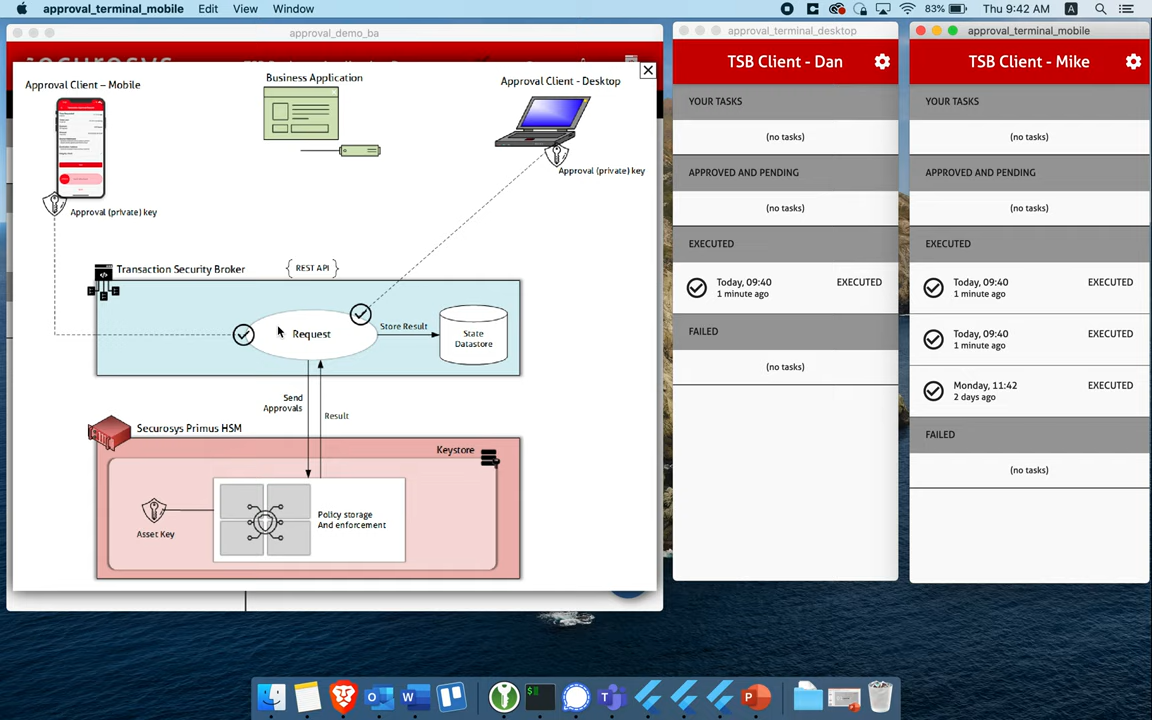 approval_terminal_mobile Edit View Window
83% Thu 9:42 AM A
approval_demo_ba
Approval Client – Mobile
Business Application
Approval Client - Desktop
Approval (private) key
Approval (private) key
Transaction Security Broker
{ REST API }
Request
Store Result
State
Datastore
Send
Approvals
Result
Securosys Primus HSM
Keystore
Asset Key
Policy storage
And enforcement
approval_terminal_desktop
TSB Client - Dan
YOUR TASKS
(no tasks)
APPROVED AND PENDING
(no tasks)
EXECUTED
Today, 09:40
1 minute ago
EXECUTED
FAILED
(no tasks)
approval_terminal_mobile
TSB Client - Mike
YOUR TASKS
(no tasks)
APPROVED AND PENDING
(no tasks)
EXECUTED
Today, 09:40
1 minute ago
EXECUTED
Today, 09:40
1 minute ago
EXECUTED
Monday, 11:42
2 days ago
EXECUTED
FAILED
(no tasks)